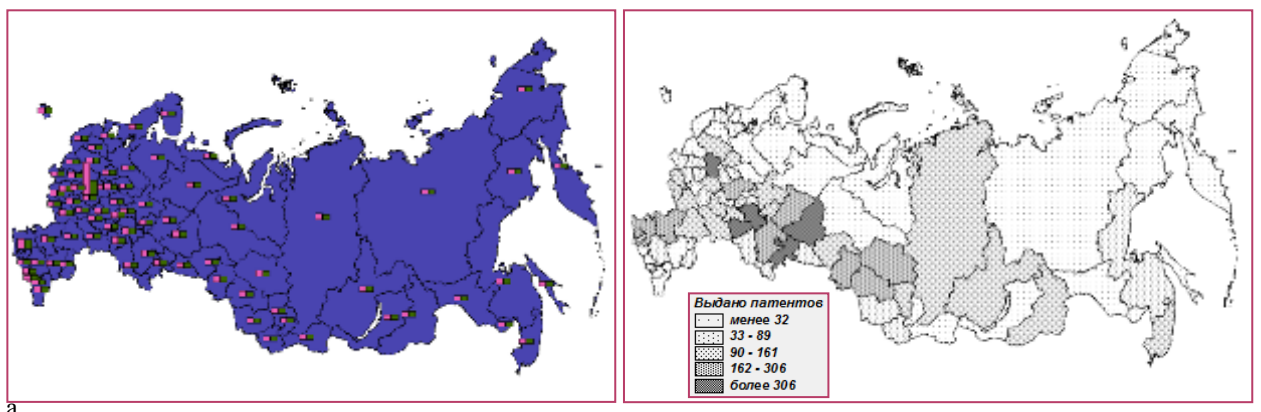 Выдано патентов
менее 32
33 - 89
90 - 161
162 - 306
более 306
а